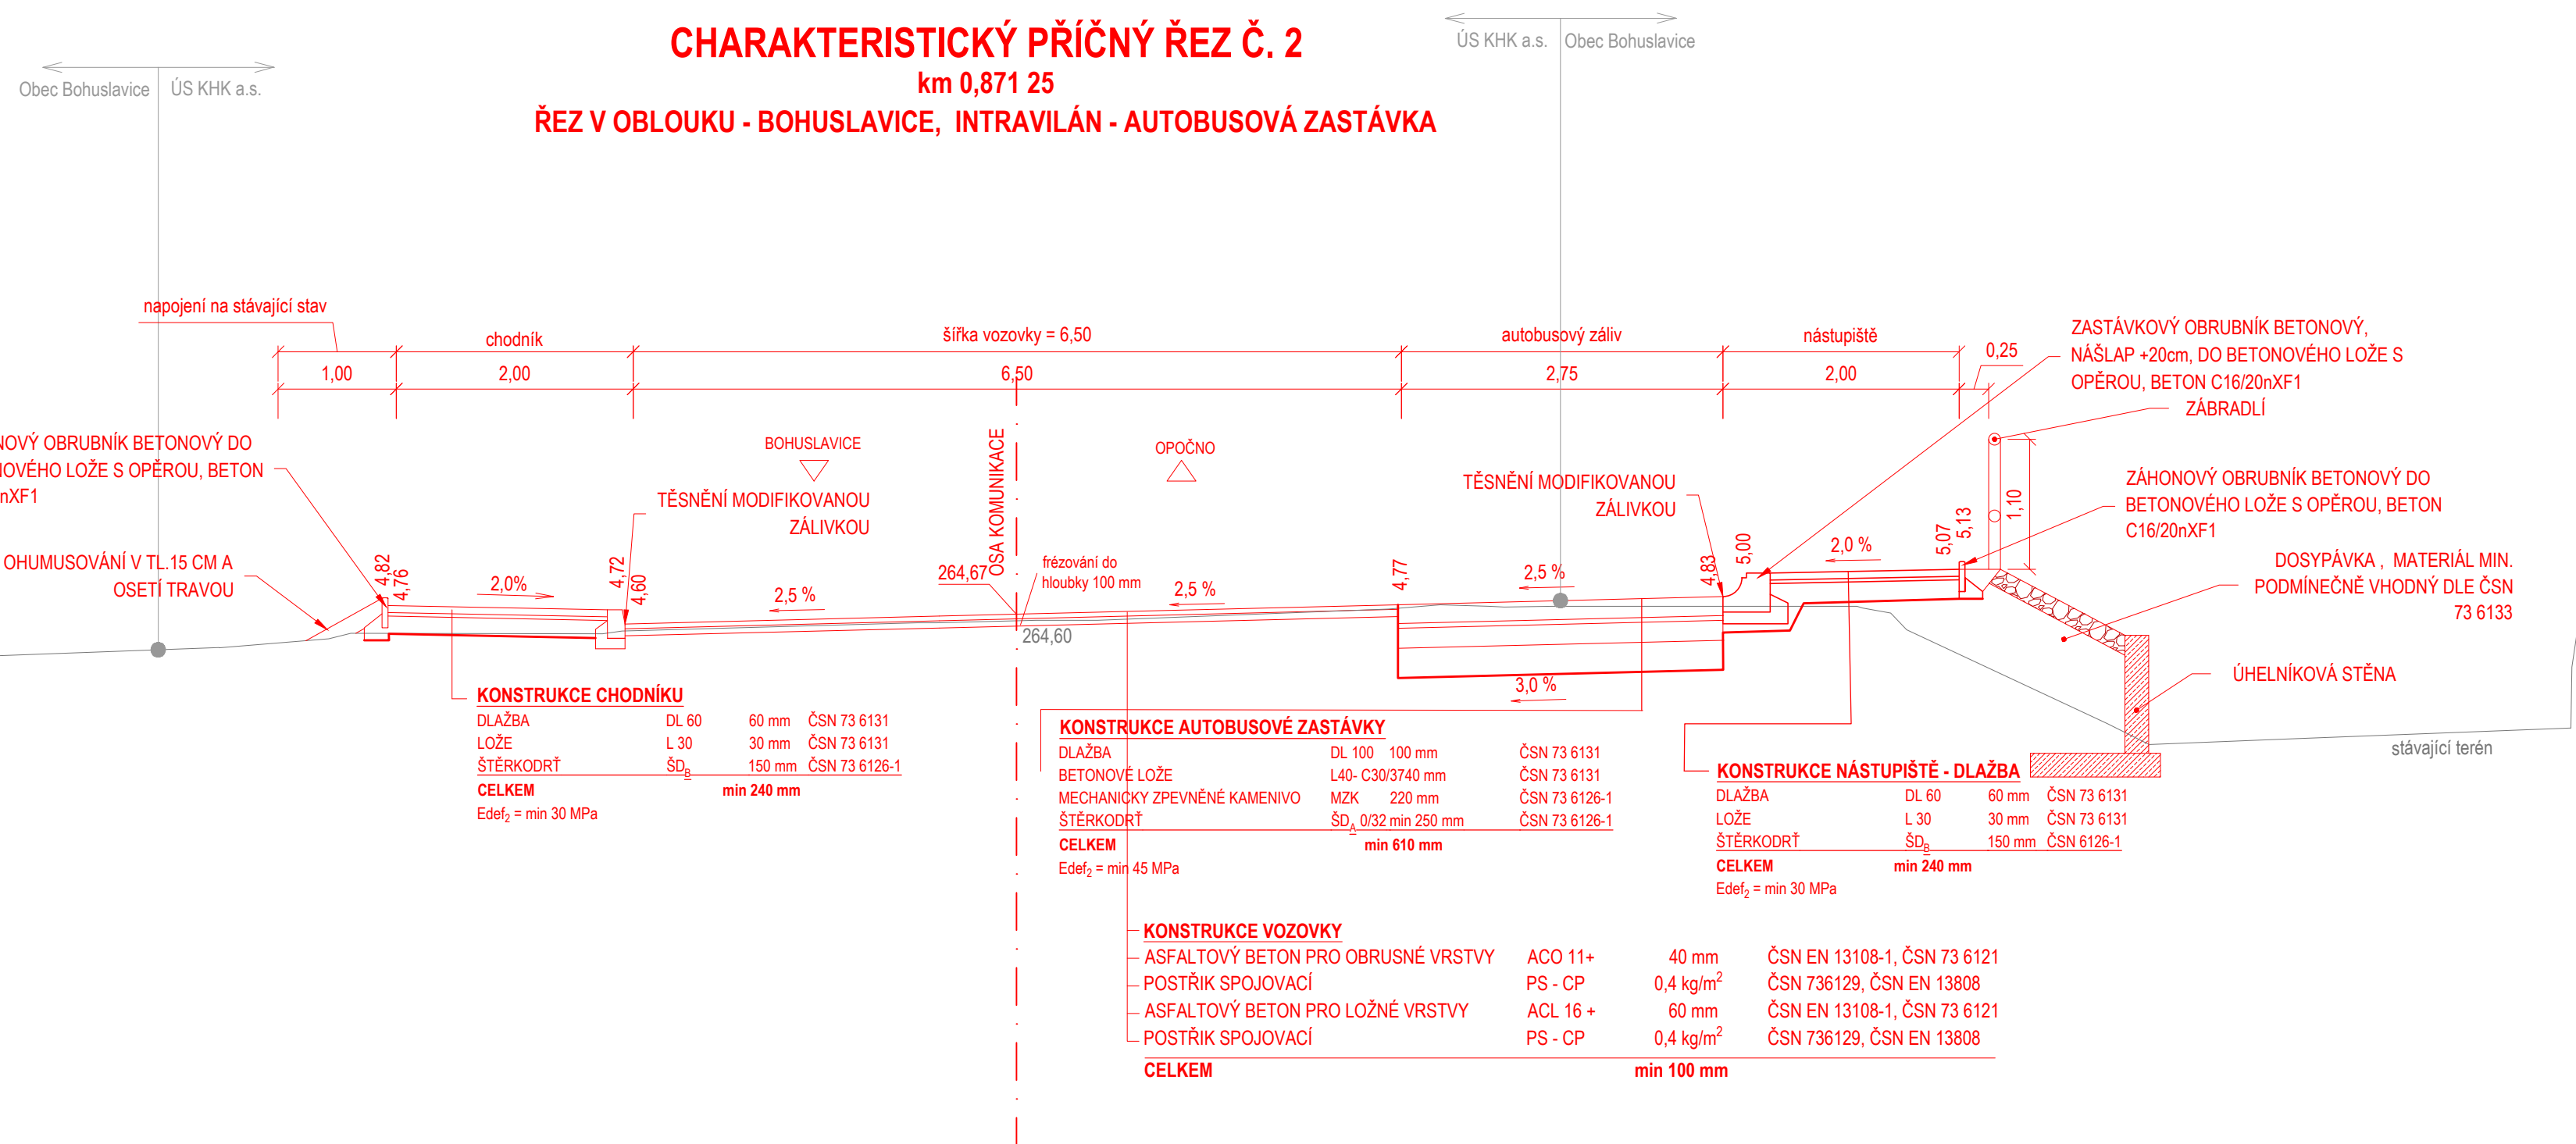 CHARAKTERISTICKÝ PŘÍČNÝ ŘEZ Č. 2
km 0,871 25
ŘEZ V OBLOUKU - BOHUSLAVICE, INTRAVILÁN - AUTOBUSOVÁ ZASTÁVKA
Obec Bohuslavice ÚS KHK a.s.
ÚS KHK a.s. Obec Bohuslavice
napojení na stávající stav
chodník
šířka vozovky = 6,50
autobusový záliv
nástupiště
1,00
2,00
6,50
2,75
2,00
0,25
ZASTÁVKOVÝ OBRUBNÍK BETONOVÝ,
NÁŠLAP +20cm, DO BETONOVÉHO LOŽE S
OPĚROU, BETON C16/20nXF1
ZÁBRADLÍ
NOVÝ OBRUBNÍK BETONOVÝ DO
NOVÉHO LOŽE S OPĚROU, BETON
nXF1
OHUMUSOVÁNÍ V TL.15 CM A
OSETÍ TRAVOU
BOHUSLAVICE
OPOČNO
TĚSNĚNÍ MODIFIKOVANOU
ZÁLIVKOU
OSA KOMUNIKACE
TĚSNĚNÍ MODIFIKOVANOU
ZÁLIVKOU
1,10
ZÁHONOVÝ OBRUBNÍK BETONOVÝ DO
BETONOVÉHO LOŽE S OPĚROU, BETON
C16/20nXF1
DOSYPÁVKA , MATERIÁL MIN.
PODMÍNEČNĚ VHODNÝ DLE ČSN
73 6133
ÚHELNÍKOVÁ STĚNA
stávající terén
4,82
4,76
2,0%
4,72
4,60
2,5 %
264,67
frézování do
hloubky 100 mm
264,60
2,5 %
4,77
2,5 %
4,83
5,00
2,0 %
5,07
5,13
3,0 %
KONSTRUKCE CHODNÍKU
DLAŽBA DL 60 60 mm ČSN 73 6131
LOŽE L 30 30 mm ČSN 73 6131
ŠTĚRKODRŤ ŠDB 150 mm ČSN 73 6126-1
CELKEM min 240 mm
Edef2 = min 30 MPa
KONSTRUKCE AUTOBUSOVÉ ZASTÁVKY
DLAŽBA DL 100 100 mm ČSN 73 6131
BETONOVÉ LOŽE L40- C30/3740 mm ČSN 73 6131
MECHANICKY ZPEVNĚNÉ KAMENIVO MZK 220 mm ČSN 73 6126-1
ŠTĚRKODRŤ ŠDA 0/32 min 250 mm ČSN 73 6126-1
CELKEM min 610 mm
Edef2 = min 45 MPa
KONSTRUKCE NÁSTUPIŠTĚ - DLAŽBA
DLAŽBA DL 60 60 mm ČSN 73 6131
LOŽE L 30 30 mm ČSN 73 6131
ŠTĚRKODRŤ ŠDB 150 mm ČSN 6126-1
CELKEM min 240 mm
Edef2 = min 30 MPa
KONSTRUKCE VOZOVKY
ASFALTOVÝ BETON PRO OBRUSNÉ VRSTVY ACO 11+ 40 mm ČSN EN 13108-1, ČSN 73 6121
POSTŘIK SPOJOVACÍ PS - CP 0,4 kg/m² ČSN 736129, ČSN EN 13808
ASFALTOVÝ BETON PRO LOŽNÉ VRSTVY ACL 16 + 60 mm ČSN EN 13108-1, ČSN 73 6121
POSTŘIK SPOJOVACÍ PS - CP 0,4 kg/m² ČSN 736129, ČSN EN 13808
CELKEM min 100 mm